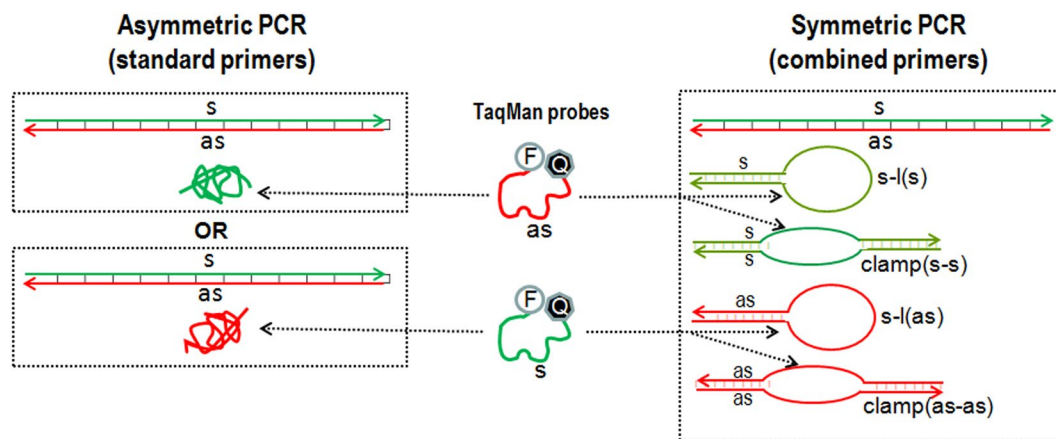 Asymmetric PCR
(standard primers)
s
as
OR
s
as
TaqMan probes
F Q
as
F Q
s
Symmetric PCR
(combined primers)
s
as
s
s-l(s)
s
s
clamp(s-s)
as
s-l(as)
as
as
clamp(as-as)